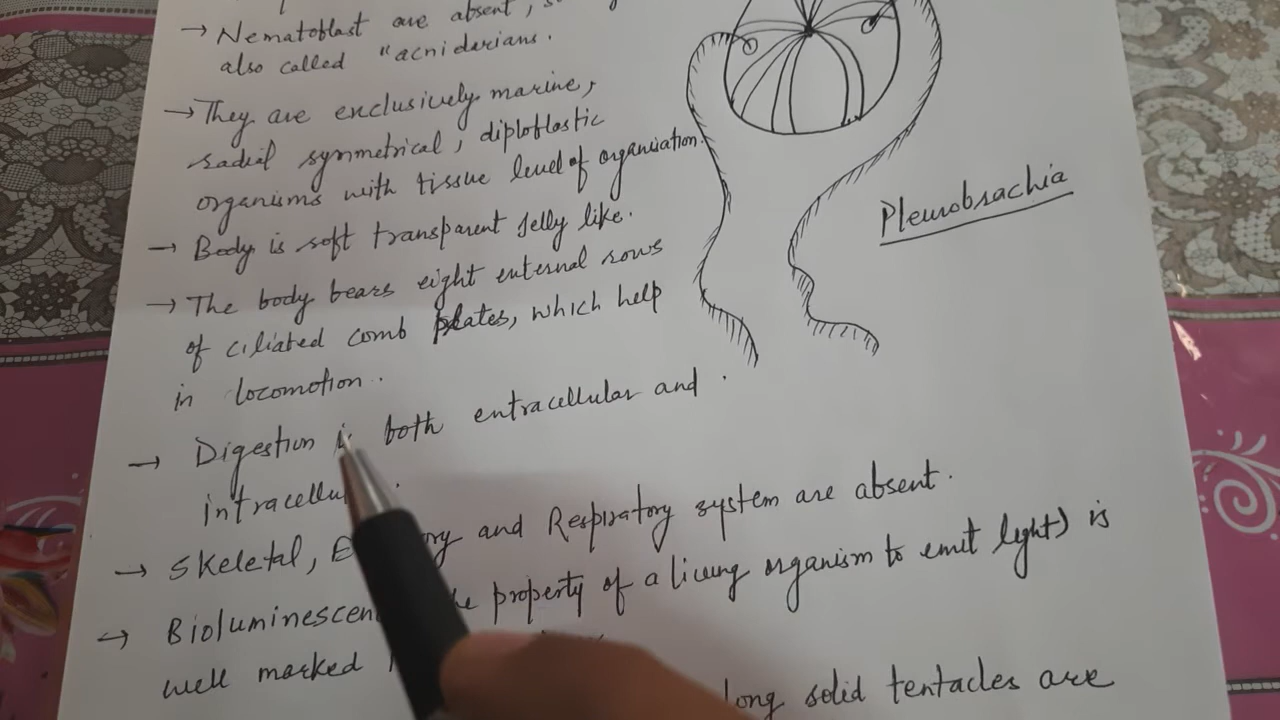 → Nematoblast are absent,
also called "acnidarians.
→ They are exclusively marine,
radial symmetrical, diploblastic
organisms with tissue level of organisation.
→ Body is soft transparent jelly like.
→ The body bears eight external rows
of ciliated comb plates, which help
in locomotion.
→ Digestion is both extracellular and
intracellu
→ Skeletal, E ory and Respiratory system are absent.
→ Bioluminescen property of a living organism to emit light) is
well marked
long solid tentacles are
Pleurobrachia